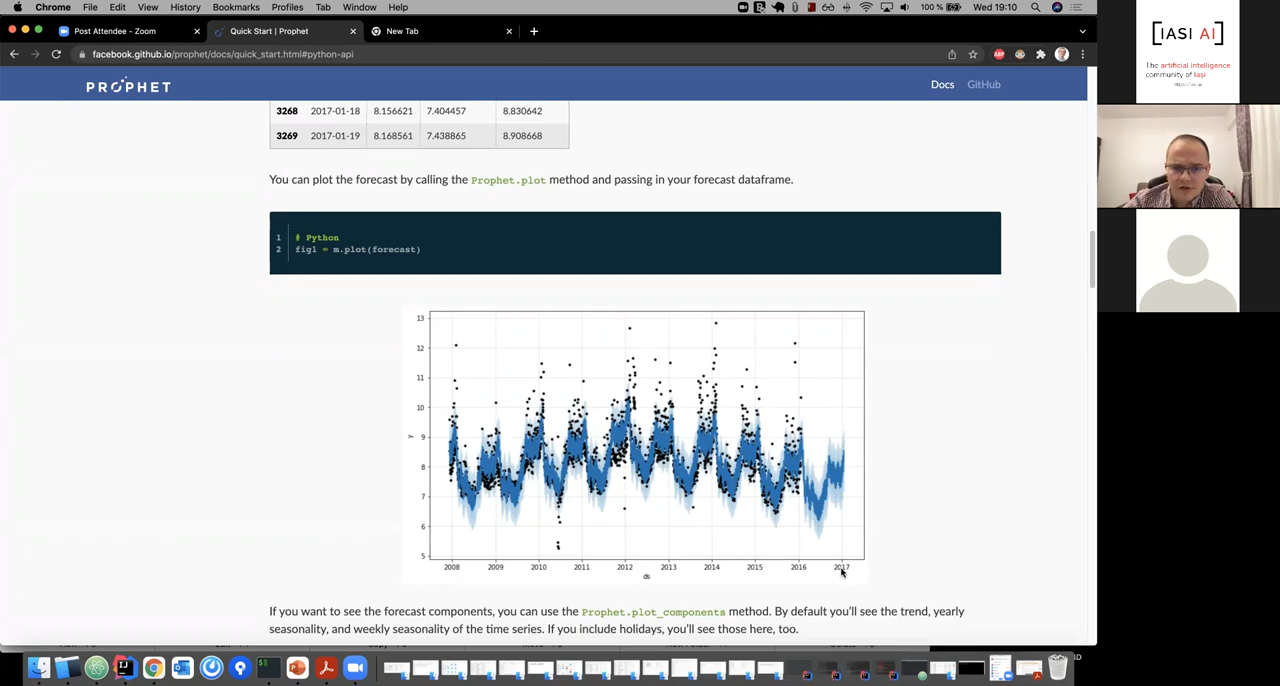 Chrome File Edit View History Bookmarks Profiles Tab Window Help 100 % Wed 19:10
Post Attendee - Zoom Quick Start | Prophet New Tab
facebook.github.io/prophet/docs/quick_start.html#python-api
PROPHET Docs GitHub
3268 2017-01-18 8.156621 7.404457 8.830642
3269 2017-01-19 8.168561 7.438865 8.908668
You can plot the forecast by calling the Prophet.plot method and passing in your forecast dataframe.
1 # Python
2 fig1 = m.plot(forecast)
13
12
11
10
9
y
8
7
6
5
2008 2009 2010 2011 2012 2013 2014 2015 2016 2017
ds
If you want to see the forecast components, you can use the Prophet.plot_components method. By default you'll see the trend, yearly
seasonality, and weekly seasonality of the time series. If you include holidays, you'll see those here, too.
[IASI AI]
The artificial intelligence
community of Iași